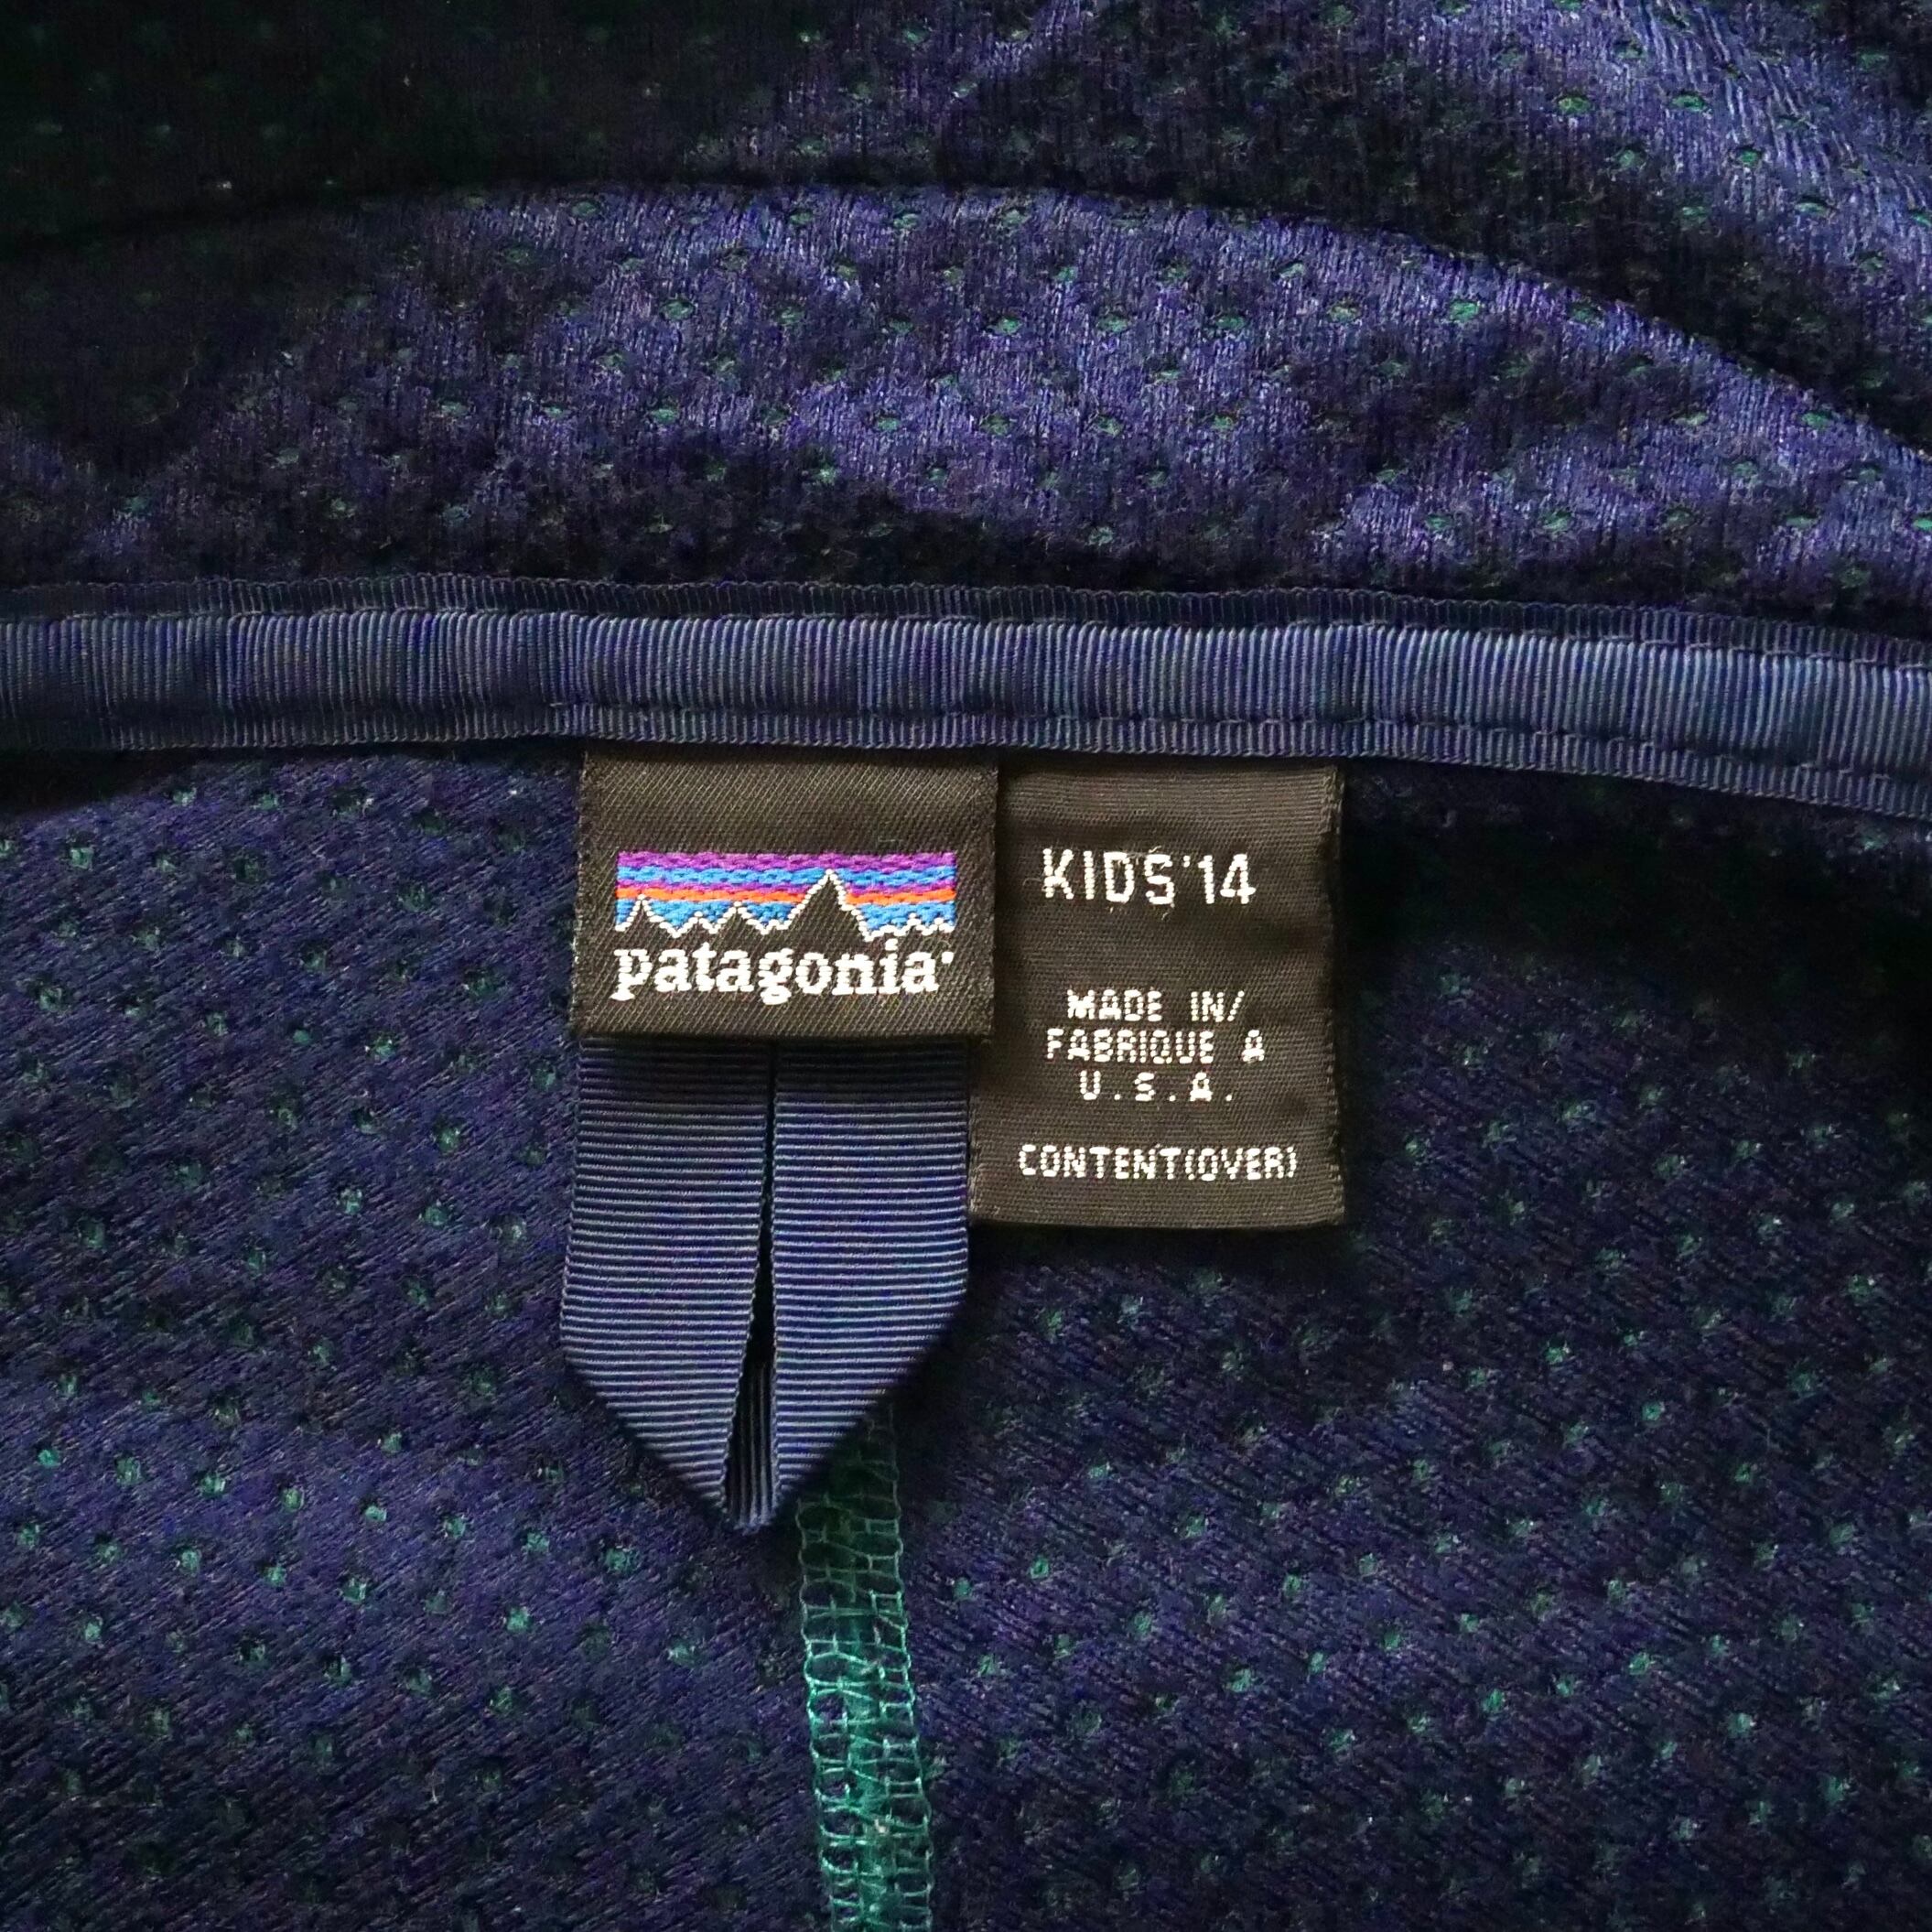 patagonia®
KIDS'14
MADE IN/
FABRIQUE A
U.S.A.
CONTENT(OVER)